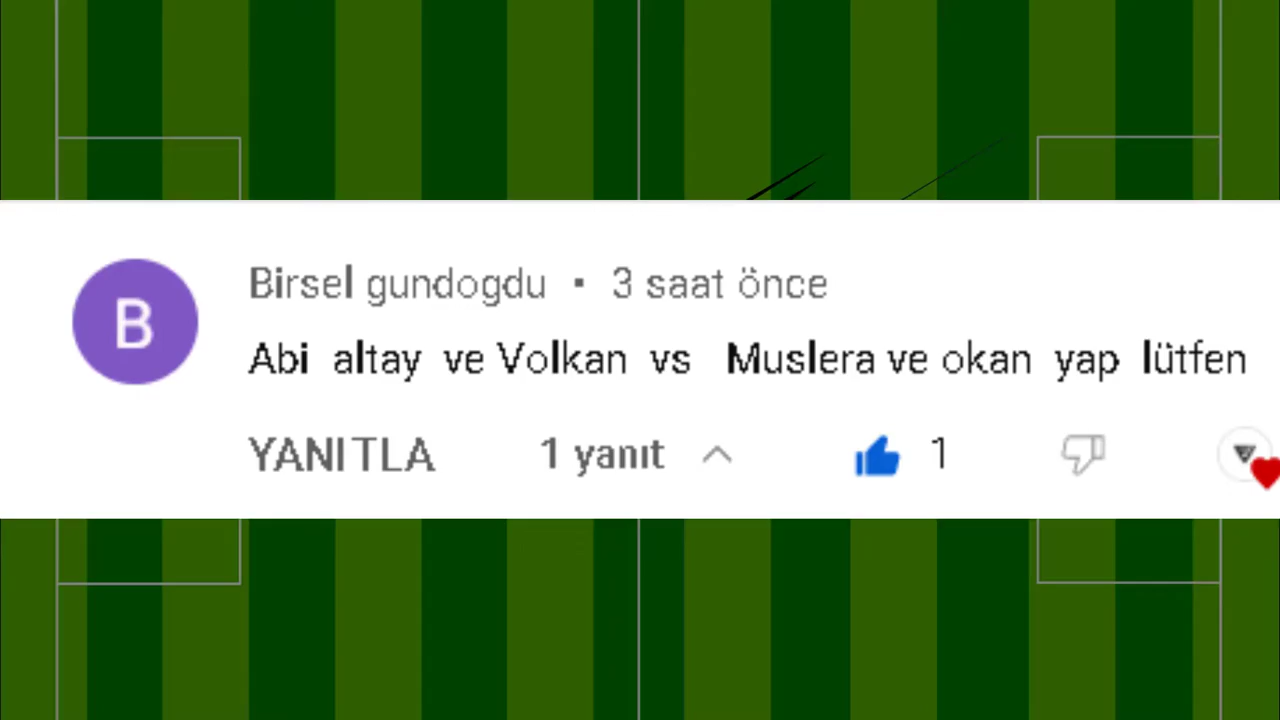 B
Birsel gundogdu · 3 saat önce
Abi altay ve Volkan vs Muslera ve okan yap lütfen
YANITLA 1 yanıt 1